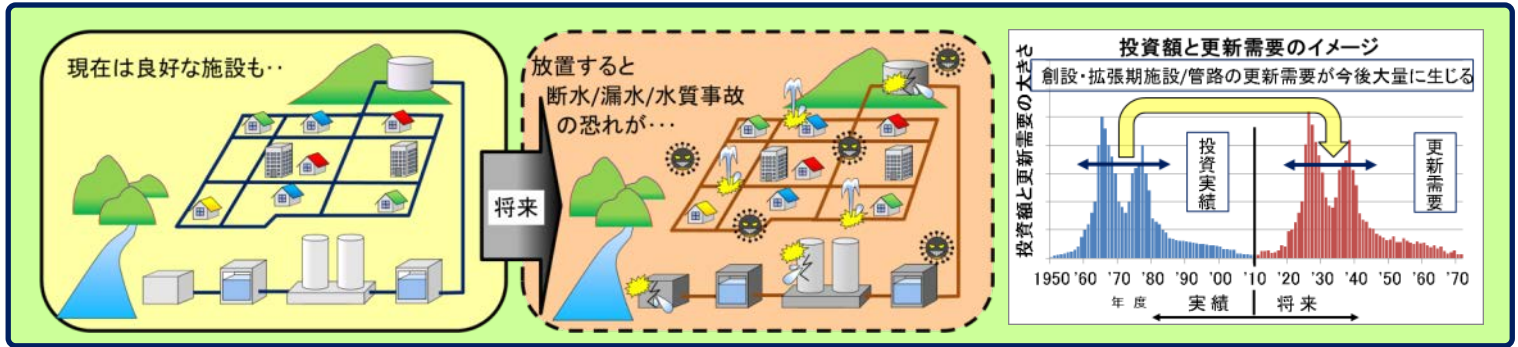 現在は良好な施設も‥
放置すると
断水/漏水/水質事故
の恐れが…
将来
投資額と更新需要のイメージ
創設・拡張期施設/管路の更新需要が今後大量に生じる
投資額と更新需要の大きさ
投資実績
更新需要
1950 '60 '70 '80 '90 '00 '10 '20 '30 '40 '50 '60 '70
年度
実績 将来